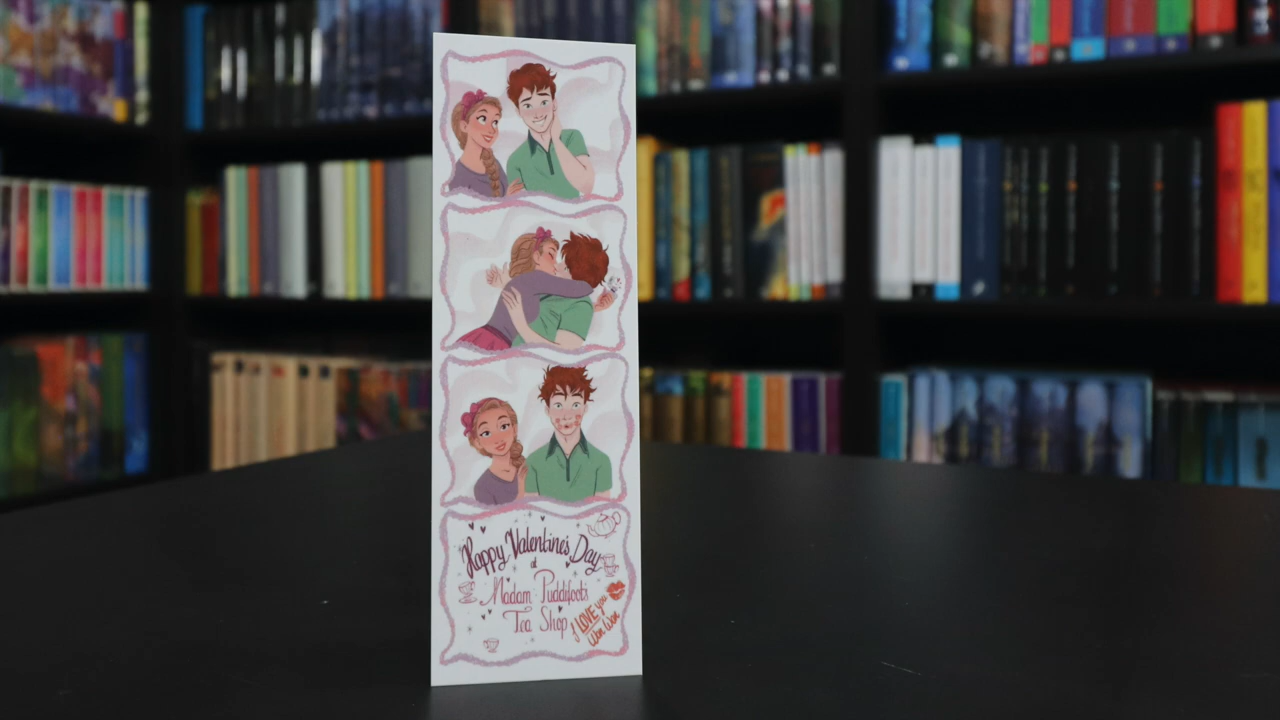 Happy Valentine's Day
at
Madam Puddifoot's
Tea Shop
I LOVE you
Won Won